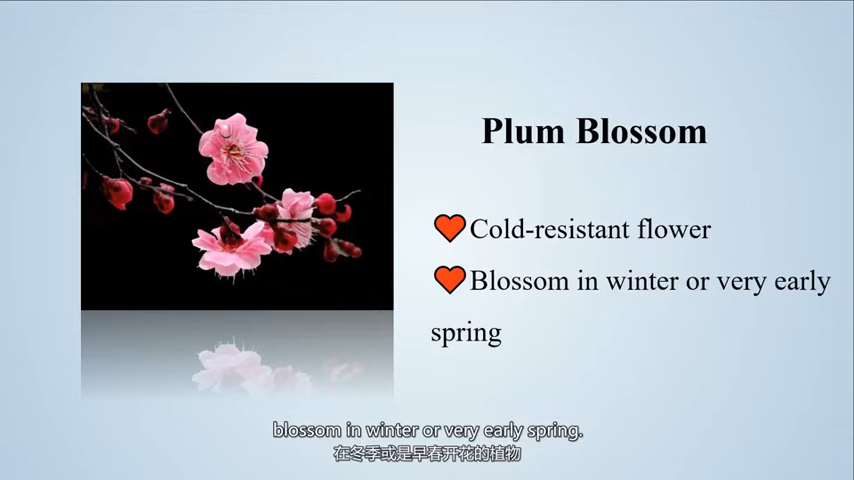 Plum Blossom
Cold-resistant flower
Blossom in winter or very early
spring
blossom in winter or very early spring.
在冬季或是早春开花的植物